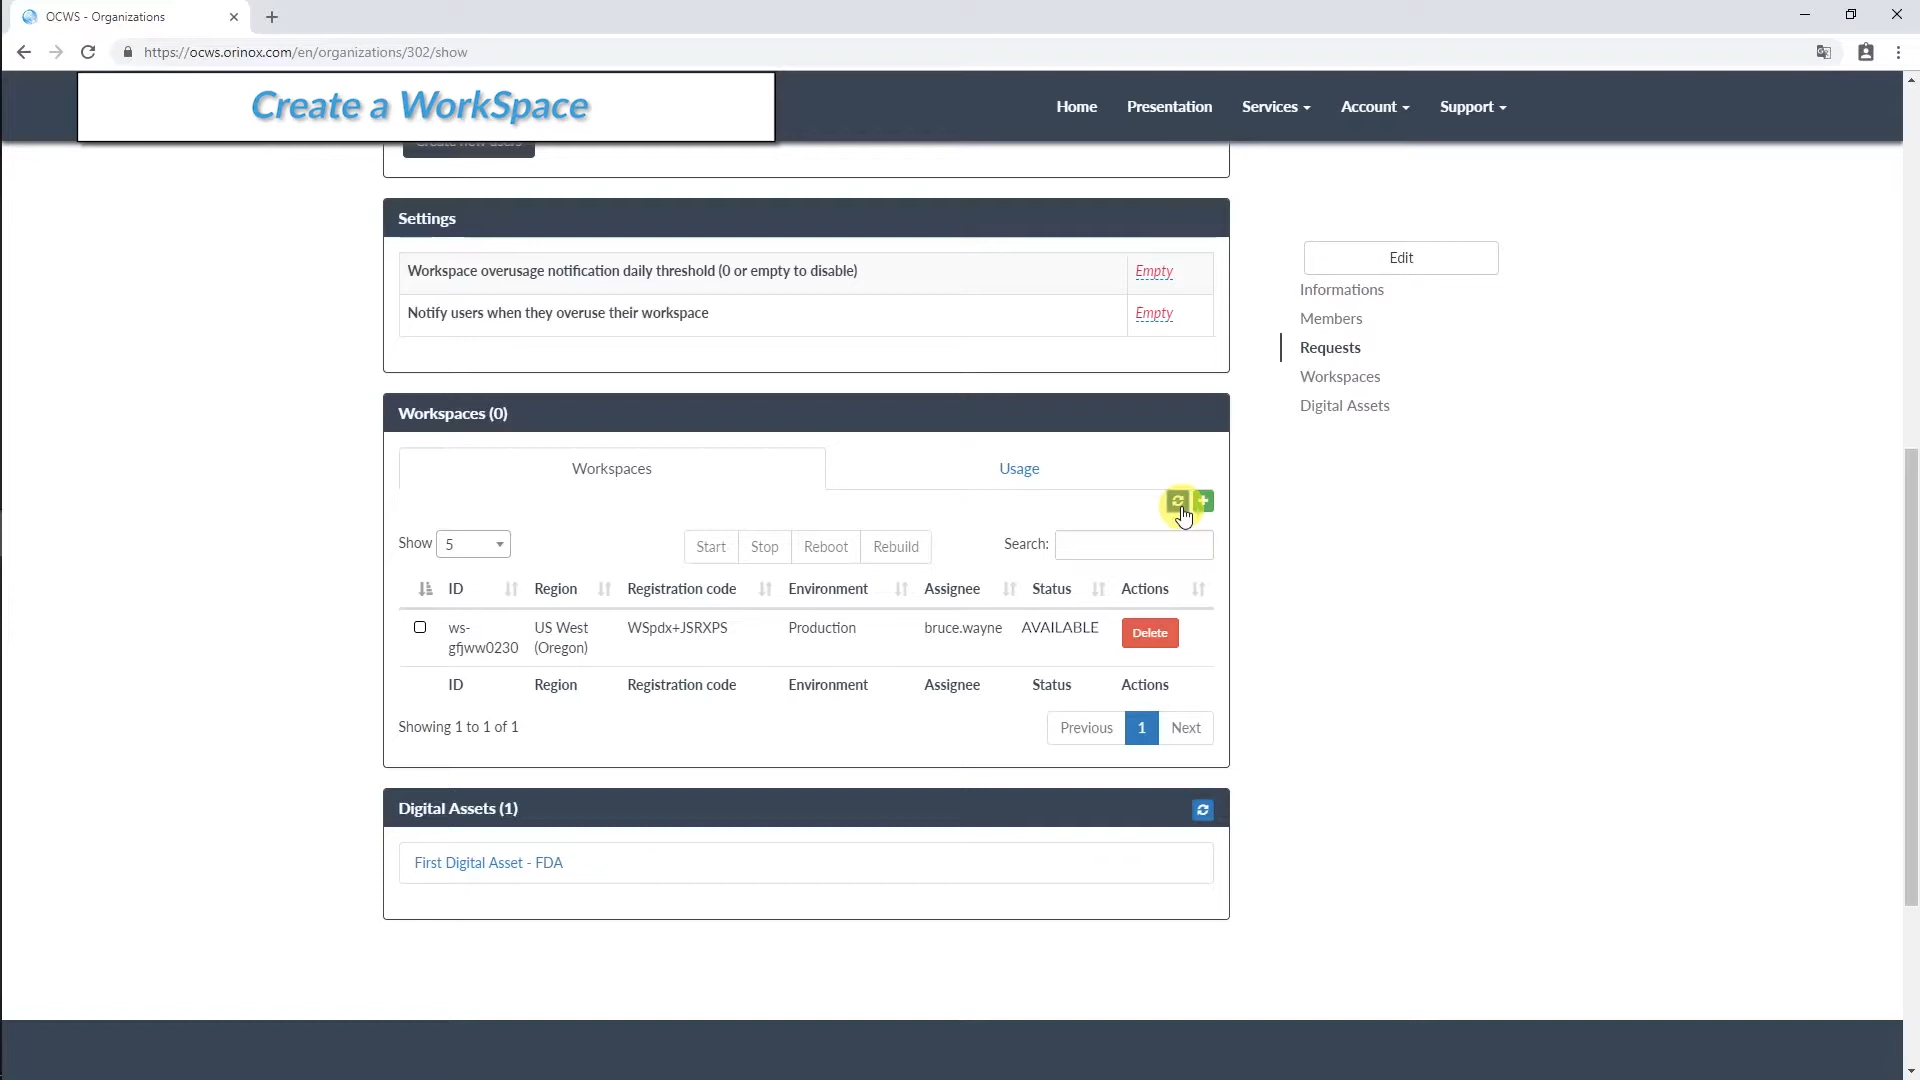 OCWS - Organizations
https://ocws.orinox.com/en/organizations/302/show
Create a WorkSpace
Home Presentation Services Account Support
Create new users
Settings
Workspace overusage notification daily threshold (0 or empty to disable) Empty
Notify users when they overuse their workspace Empty
Edit
Informations
Members
Requests
Workspaces
Digital Assets
Workspaces (0)
Workspaces Usage
Show 5 Start Stop Reboot Rebuild Search:
ID Region Registration code Environment Assignee Status Actions
ws- US West WSpdx+JSRXPS Production bruce.wayne AVAILABLE Delete
gfjww0230 (Oregon)
ID Region Registration code Environment Assignee Status Actions
Showing 1 to 1 of 1 Previous 1 Next
Digital Assets (1)
First Digital Asset - FDA